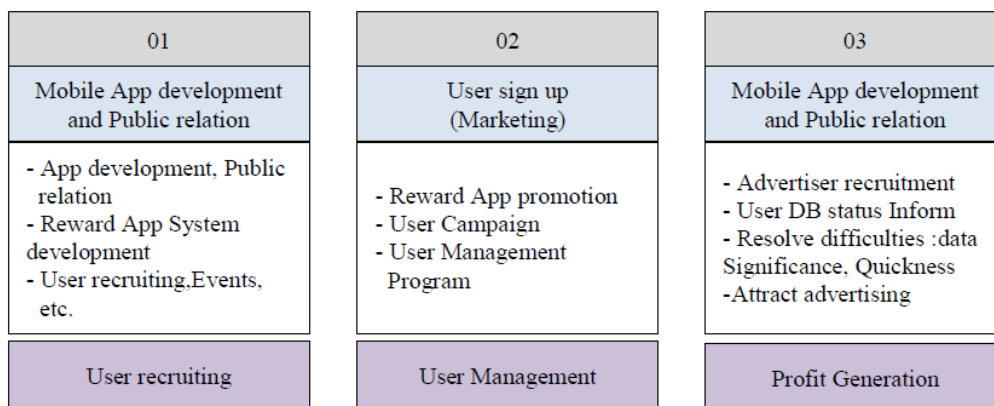 01
Mobile App development
and Public relation
- App development, Public
relation
- Reward App System
development
- User recruiting,Events,
etc.
User recruiting
02
User sign up
(Marketing)
- Reward App promotion
- User Campaign
- User Management
Program
User Management
03
Mobile App development
and Public relation
- Advertiser recruitment
- User DB status Inform
- Resolve difficulties :data
Significance, Quickness
-Attract advertising
Profit Generation